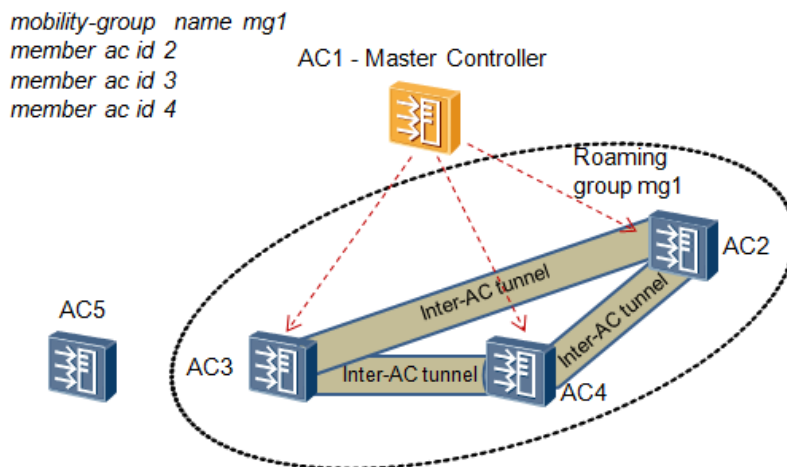 mobility-group name mg1
member ac id 2
member ac id 3
member ac id 4
AC1 - Master Controller
Roaming
group mg1
AC2
Inter-AC tunnel
Inter-AC tunnel
AC5
AC3
Inter-AC tunnel
AC4